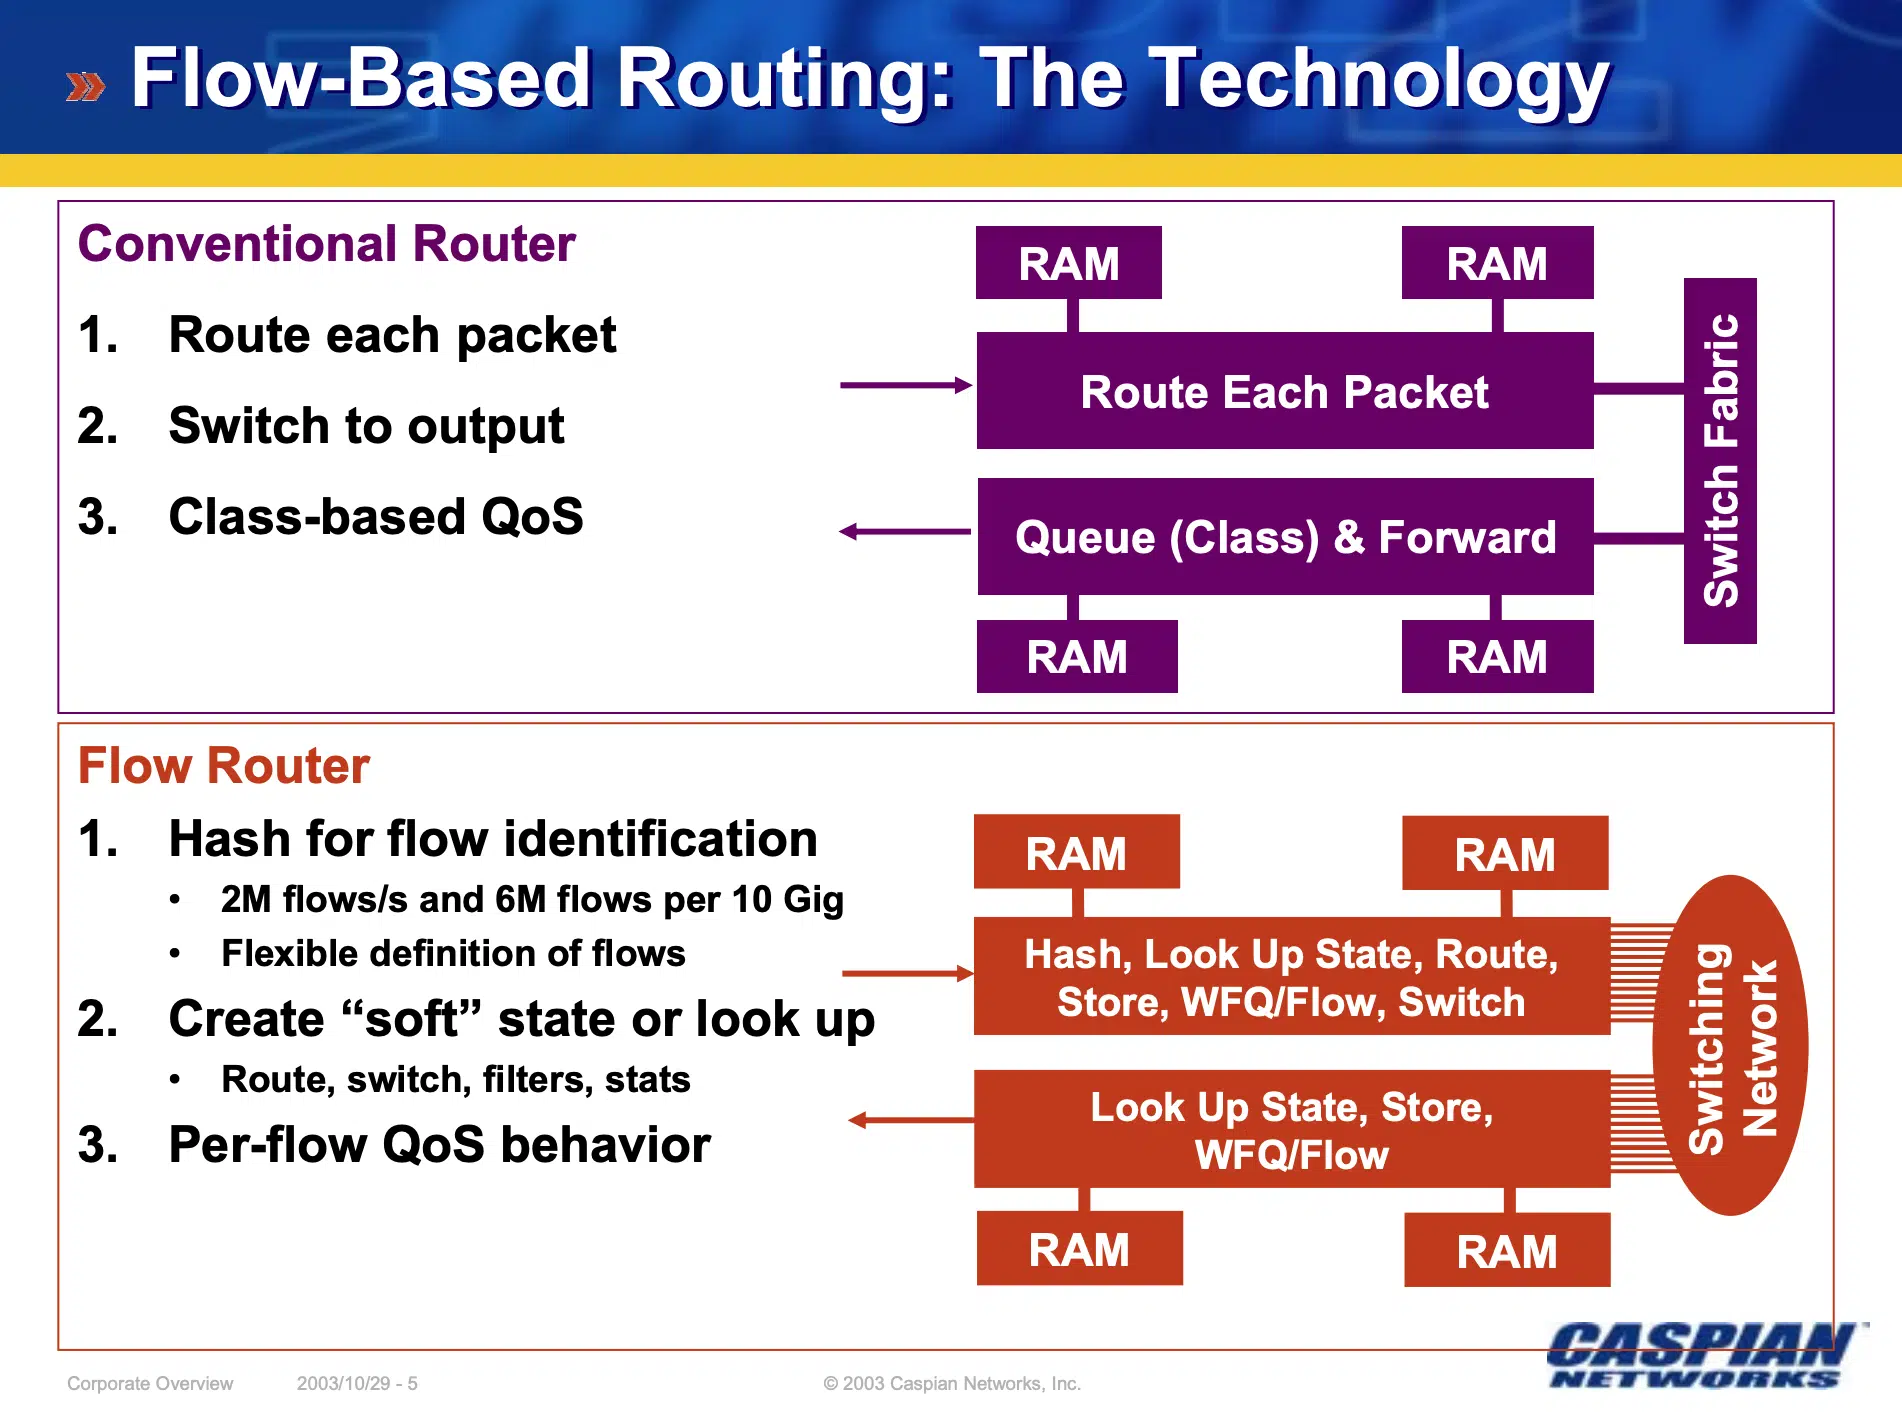 Flow-Based Routing: The Technology
Conventional Router
1. Route each packet
2. Switch to output
3. Class-based QoS
RAM
RAM
Route Each Packet
Queue (Class) & Forward
RAM
RAM
Switch Fabric
Flow Router
1. Hash for flow identification
• 2M flows/s and 6M flows per 10 Gig
• Flexible definition of flows
2. Create “soft” state or look up
• Route, switch, filters, stats
3. Per-flow QoS behavior
RAM
RAM
Hash, Look Up State, Route,
Store, WFQ/Flow, Switch
Look Up State, Store,
WFQ/Flow
RAM
RAM
Switching
Network
CASPIAN
NETWORKS
Corporate Overview
2003/10/29 - 5
© 2003 Caspian Networks, Inc.